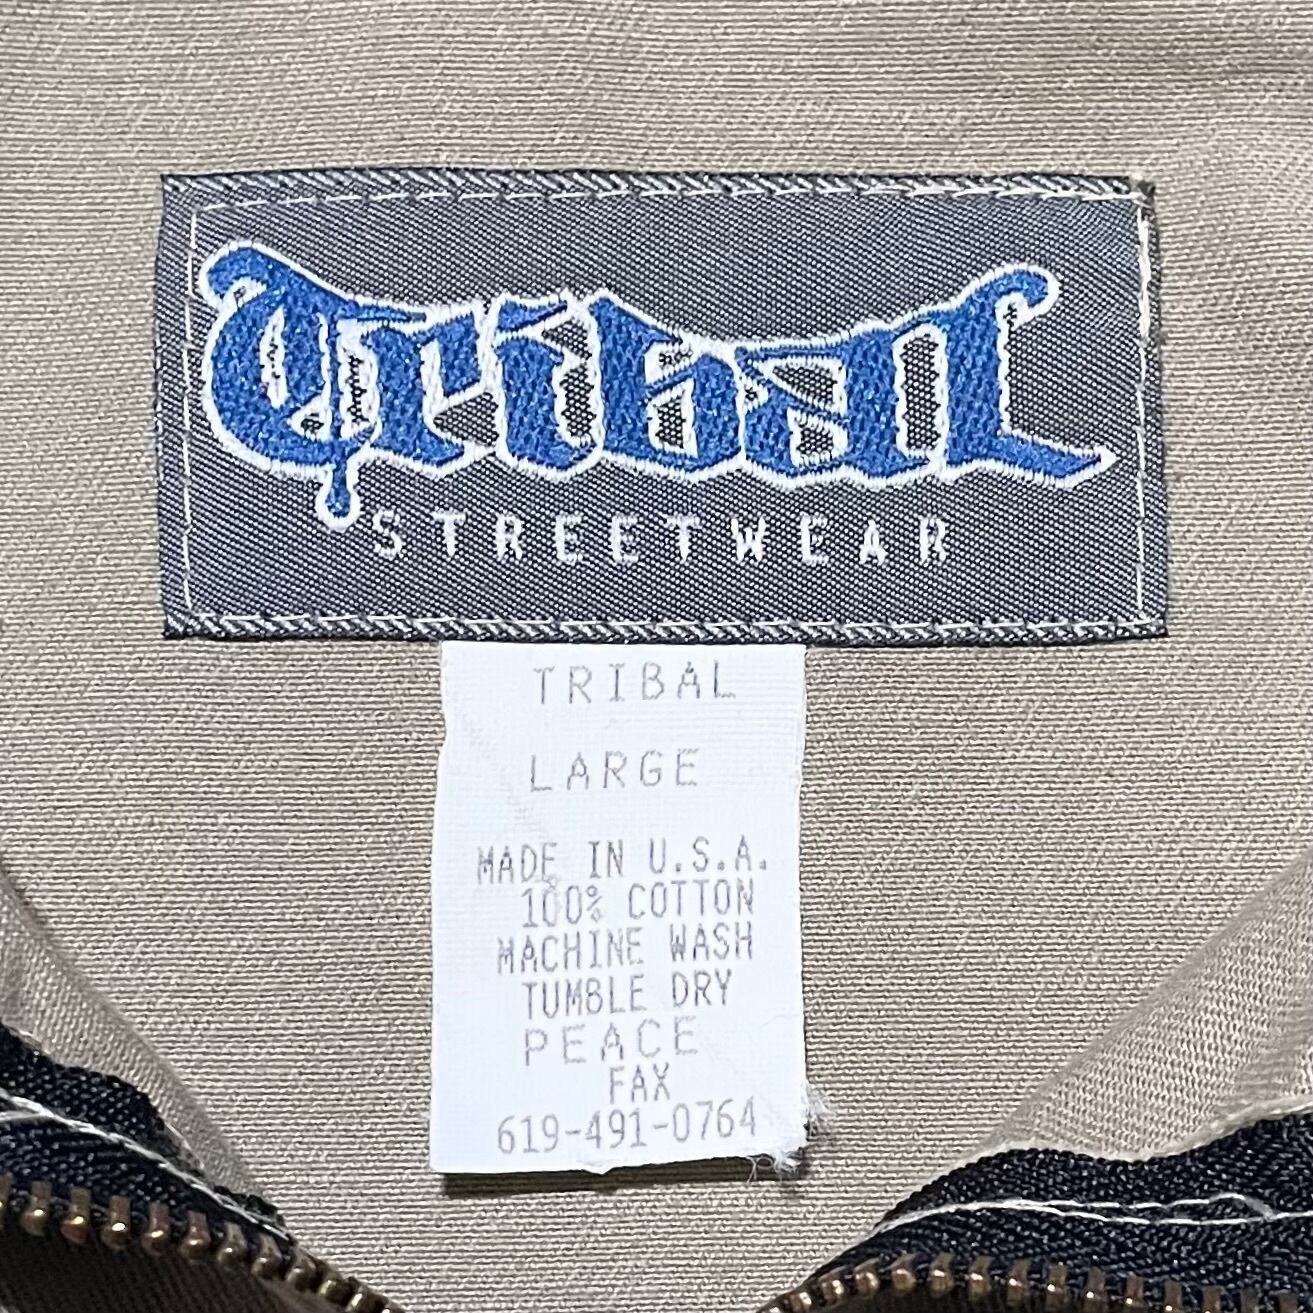 Tribal
STREETWEAR
TRIBAL
LARGE
MADE IN U.S.A.
100% COTTON
MACHINE WASH
TUMBLE DRY
PEACE
FAX
619-491-0764